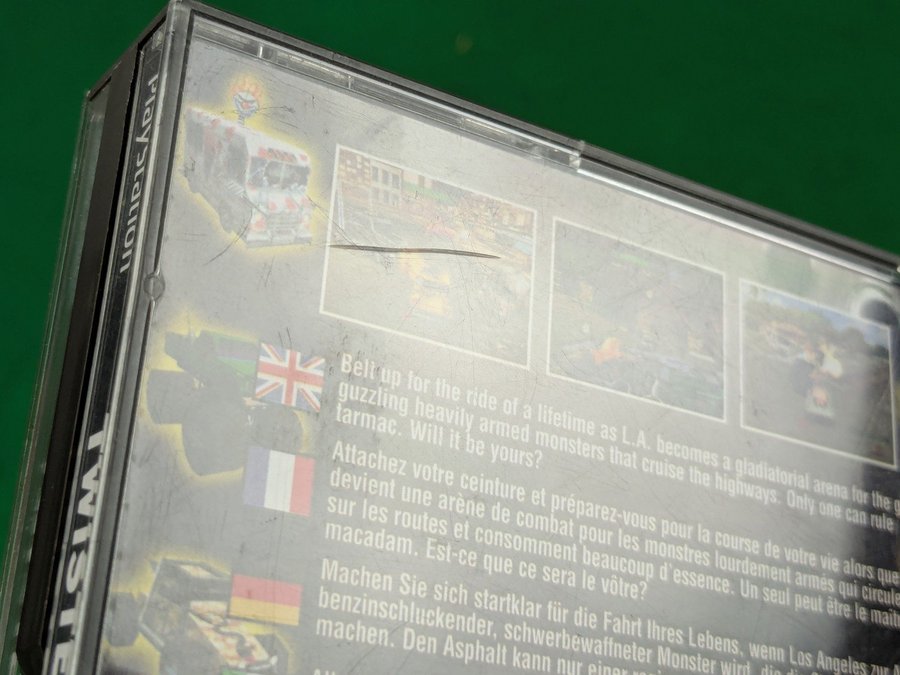 PlayStation
TWISTE
Belt up for the ride of a lifetime as L.A. becomes a gladiatorial arena for the g
guzzling heavily armed monsters that cruise the highways. Only one can rule
tarmac. Will it be yours?
Attachez votre ceinture et préparez-vous pour la course de votre vie alors que
devient une arène de combat pour les monstres lourdement armés qui circule
sur les routes et consomment beaucoup d'essence. Un seul peut être le maît
macadam. Est-ce que ce sera le vôtre?
Machen Sie sich startklar für die Fahrt Ihres Lebens, wenn Los Angeles zur A
benzinschluckender, schwerbewaffneter Monster wird, die die
machen. Den Asphalt kann nur einer